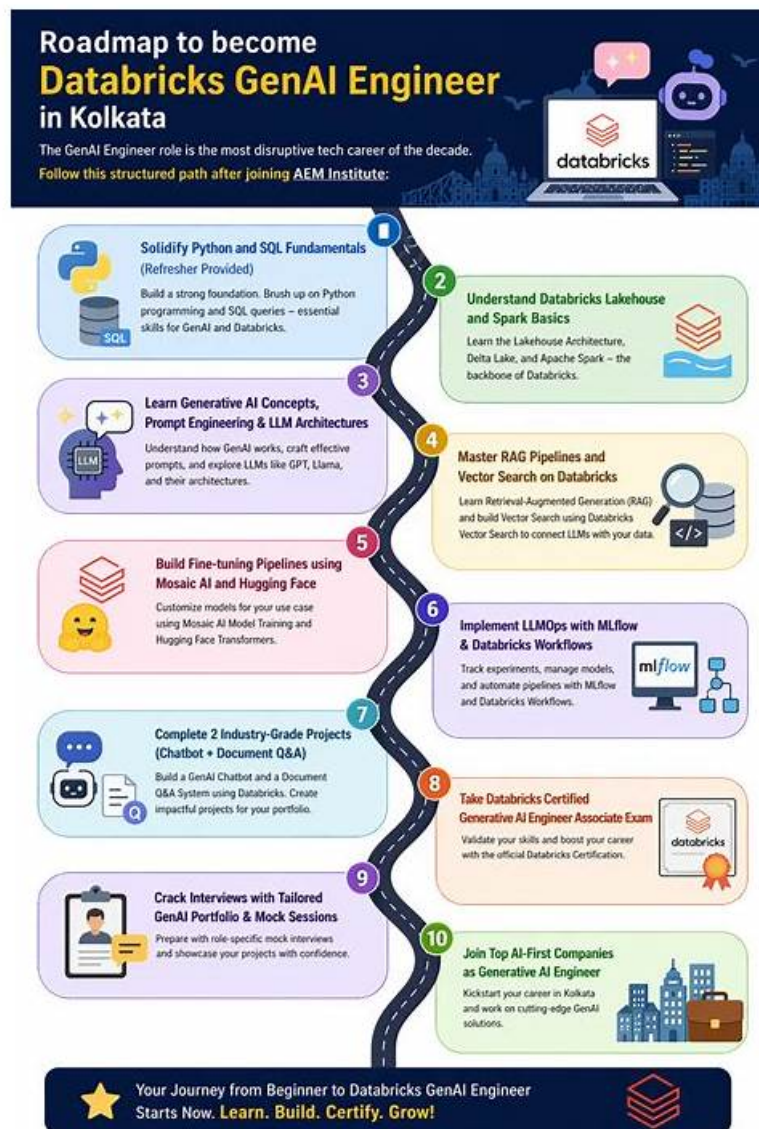 Roadmap to become
Databricks GenAI Engineer
in Kolkata
The GenAI Engineer role is the most disruptive tech career of the decade.
Follow this structured path after joining AEM Institute:
databricks
Solidify Python and SQL Fundamentals
(Refresher Provided)
Build a strong foundation. Brush up on Python
programming and SQL queries – essential
skills for GenAI and Databricks.
SQL
2
Understand Databricks Lakehouse
and Spark Basics
Learn the Lakehouse Architecture,
Delta Lake, and Apache Spark – the
backbone of Databricks.
3
Learn Generative AI Concepts,
Prompt Engineering & LLM Architectures
Understand how GenAI works, craft effective
prompts, and explore LLMs like GPT, Llama,
and their architectures.
LLM
4
Master RAG Pipelines and
Vector Search on Databricks
Learn Retrieval-Augmented Generation (RAG)
and build Vector Search using Databricks
Vector Search to connect LLMs with your data.
</>
5
Build Fine-tuning Pipelines using
Mosaic AI and Hugging Face
Customize models for your use case
using Mosaic AI Model Training and
Hugging Face Transformers.
6
Implement LLMOps with MLflow
& Databricks Workflows
Track experiments, manage models,
and automate pipelines with MLflow
and Databricks Workflows.
mlflow
7
Complete 2 Industry-Grade Projects
(Chatbot + Document Q&A)
Build a GenAI Chatbot and a Document
Q&A System using Databricks. Create
impactful projects for your portfolio.
Q
8
Take Databricks Certified
Generative AI Engineer Associate Exam
Validate your skills and boost your career
with the official Databricks Certification.
databricks
9
Crack Interviews with Tailored
GenAI Portfolio & Mock Sessions
Prepare with role-specific mock interviews
and showcase your projects with confidence.
10
Join Top AI-First Companies
as Generative AI Engineer
Kickstart your career in Kolkata
and work on cutting-edge GenAI
solutions.
Your Journey from Beginner to Databricks GenAI Engineer
Starts Now. Learn. Build. Certify. Grow!